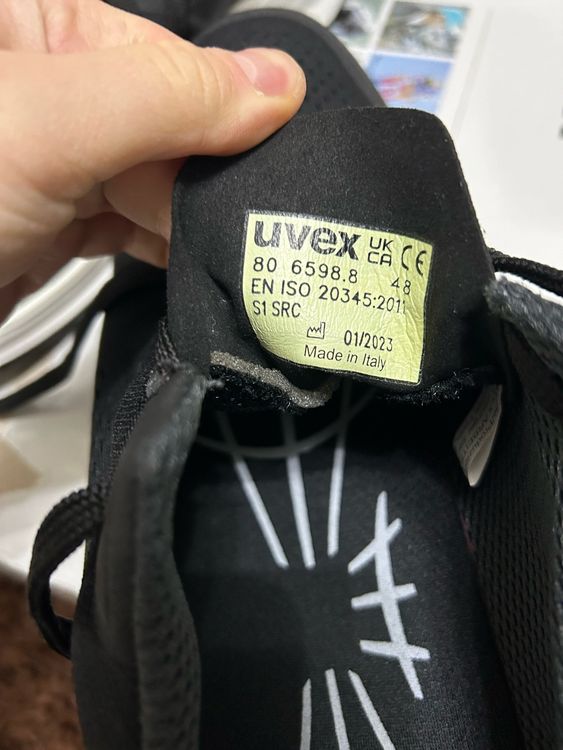 uvex UK CA CE
80 6598.8 48
EN ISO 20345:2011
S1 SRC
01/2023
Made in Italy